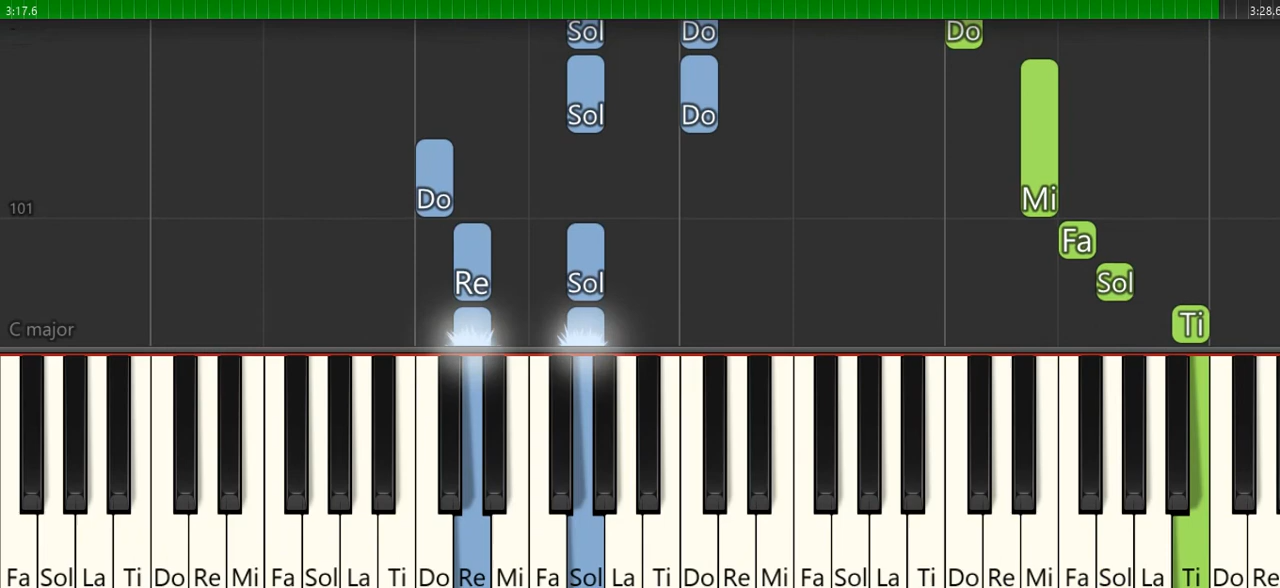 3:17.6 3:28.6
Sol Do Do
Sol Do
Do
101 Mi
Fa
Re Sol Sol
C major Ti
Fa Sol La Ti Do Re Mi Fa Sol La Ti Do Re Mi Fa Sol La Ti Do Re Mi Fa Sol La Ti Do Re Mi Fa Sol La Ti Do Re